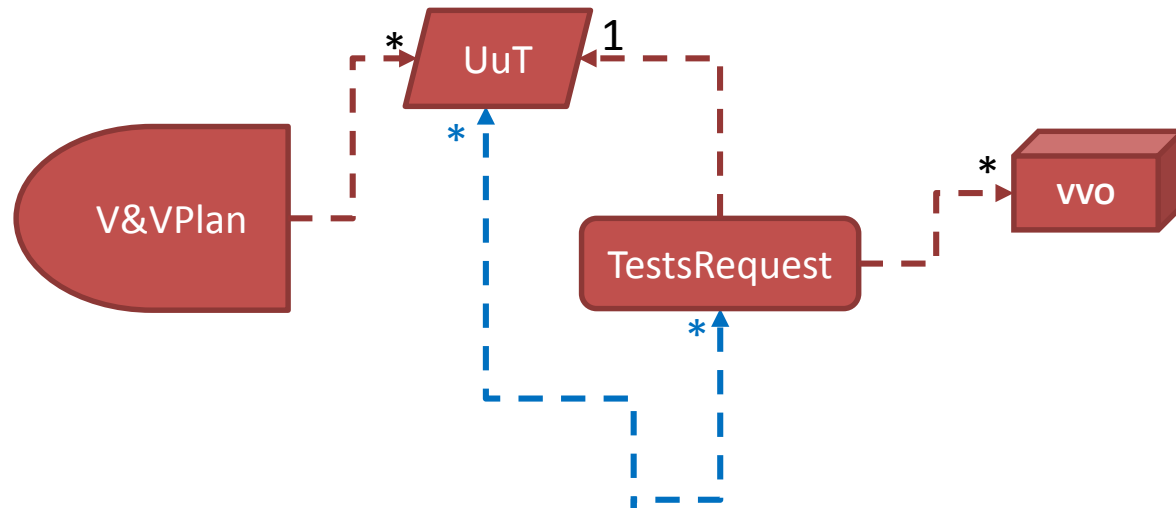 * UuT 1
*
V&VPlan
* VVO
TestsRequest
*